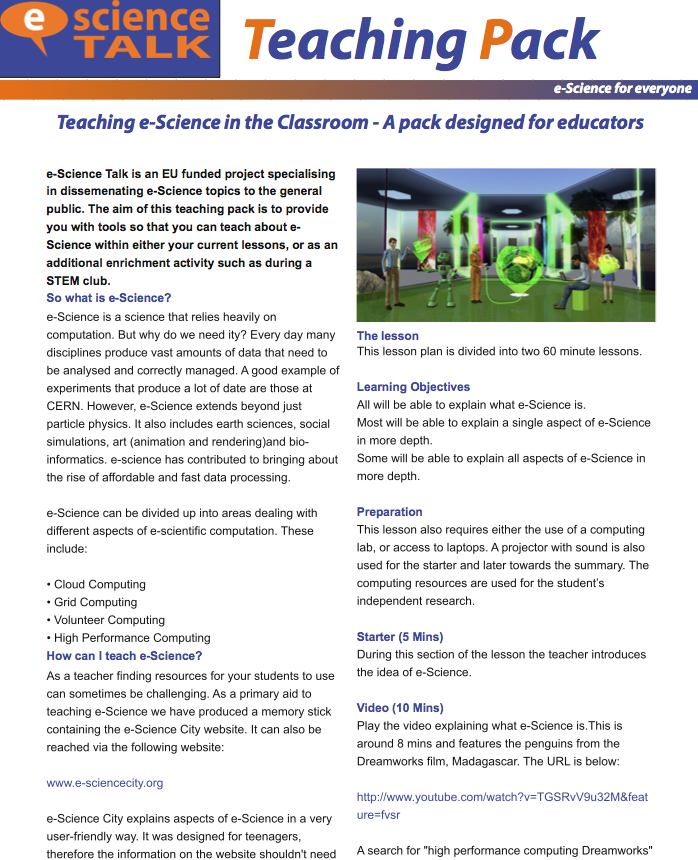 e science
TALK
Teaching Pack
e-Science for everyone
Teaching e-Science in the Classroom - A pack designed for educators
e-Science Talk is an EU funded project specialising
in dissemenating e-Science topics to the general
public. The aim of this teaching pack is to provide
you with tools so that you can teach about e-
Science within either your current lessons, or as an
additional enrichment activity such as during a
STEM club.
So what is e-Science?
e-Science is a science that relies heavily on
computation. But why do we need ity? Every day many
disciplines produce vast amounts of data that need to
be analysed and correctly managed. A good example of
experiments that produce a lot of date are those at
CERN. However, e-Science extends beyond just
particle physics. It also includes earth sciences, social
simulations, art (animation and rendering)and bio-
informatics. e-science has contributed to bringing about
the rise of affordable and fast data processing.
e-Science can be divided up into areas dealing with
different aspects of e-scientific computation. These
include:
• Cloud Computing
• Grid Computing
• Volunteer Computing
• High Performance Computing
How can I teach e-Science?
As a teacher finding resources for your students to use
can sometimes be challenging. As a primary aid to
teaching e-Science we have produced a memory stick
containing the e-Science City website. It can also be
reached via the following website:
www.e-sciencecity.org
e-Science City explains aspects of e-Science in a very
user-friendly way. It was designed for teenagers,
therefore the information on the website shouldn't need
The lesson
This lesson plan is divided into two 60 minute lessons.
Learning Objectives
All will be able to explain what e-Science is.
Most will be able to explain a single aspect of e-Science
in more depth.
Some will be able to explain all aspects of e-Science in
more depth.
Preparation
This lesson also requires either the use of a computing
lab, or access to laptops. A projector with sound is also
used for the starter and later towards the summary. The
computing resources are used for the student's
independent research.
Starter (5 Mins)
During this section of the lesson the teacher introduces
the idea of e-Science.
Video (10 Mins)
Play the video explaining what e-Science is.This is
around 8 mins and features the penguins from the
Dreamworks film, Madagascar. The URL is below:
http://www.youtube.com/watch?v=TGSRvV9u32M&feat
ure=fvsr
A search for "high performance computing Dreamworks"